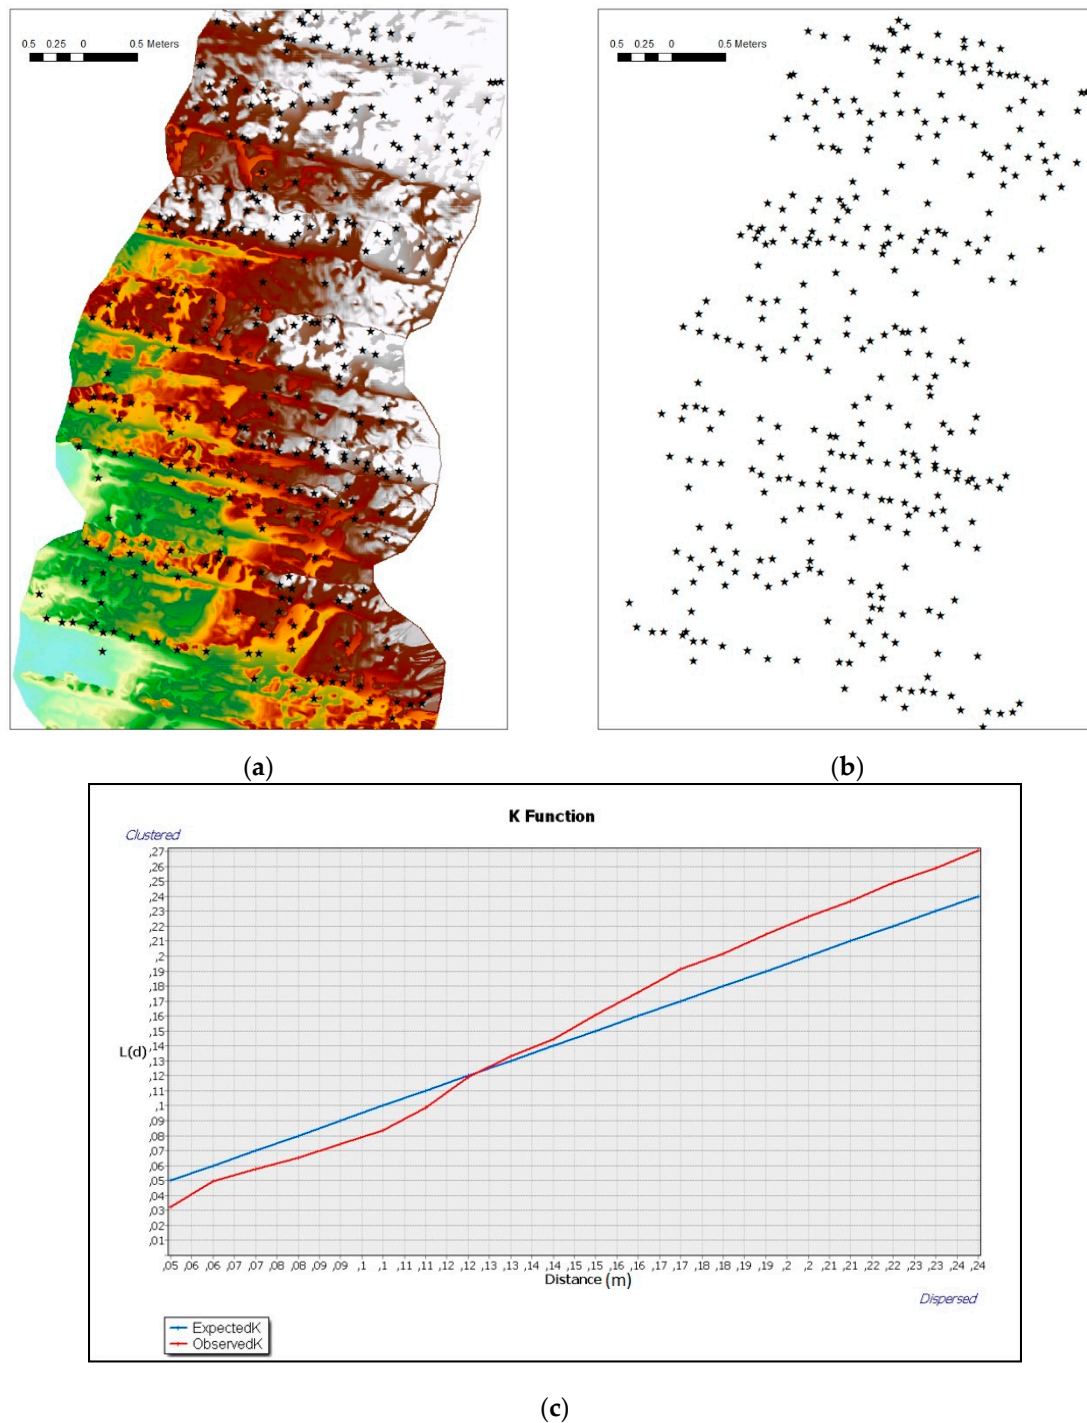 0.5 0.25 0 0.5 Meters
0.5 0.25 0 0.5 Meters
(a)
(b)
K Function
Clustered
,27
,26
,25
,24
,23
,22
,21
,2
,19
,18
,17
,16
,15
L(d)
,14
,13
,12
,11
,1
,09
,08
,07
,06
,05
,04
,03
,02
,01
,05 ,06 ,06 ,07 ,07 ,08 ,08 ,09 ,09 ,1 ,1 ,11 ,11 ,12 ,12 ,13 ,13 ,14 ,14 ,15 ,15 ,16 ,16 ,17 ,17 ,18 ,18 ,19 ,19 ,2 ,2 ,21 ,21 ,22 ,22 ,23 ,23 ,24 ,24
Distance (m)
Dispersed
ExpectedK
ObservedK
(c)